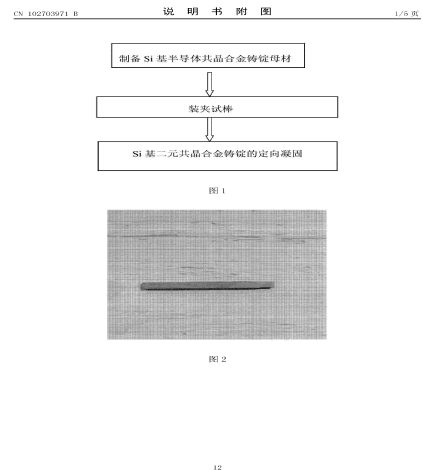 CN 102703971 B
说 明 书 附 图
1/5 页
制备 Si 基半导体共晶合金铸锭母材
装夹试棒
Si 基二元共晶合金铸锭的定向凝固
图 1
图 2
12